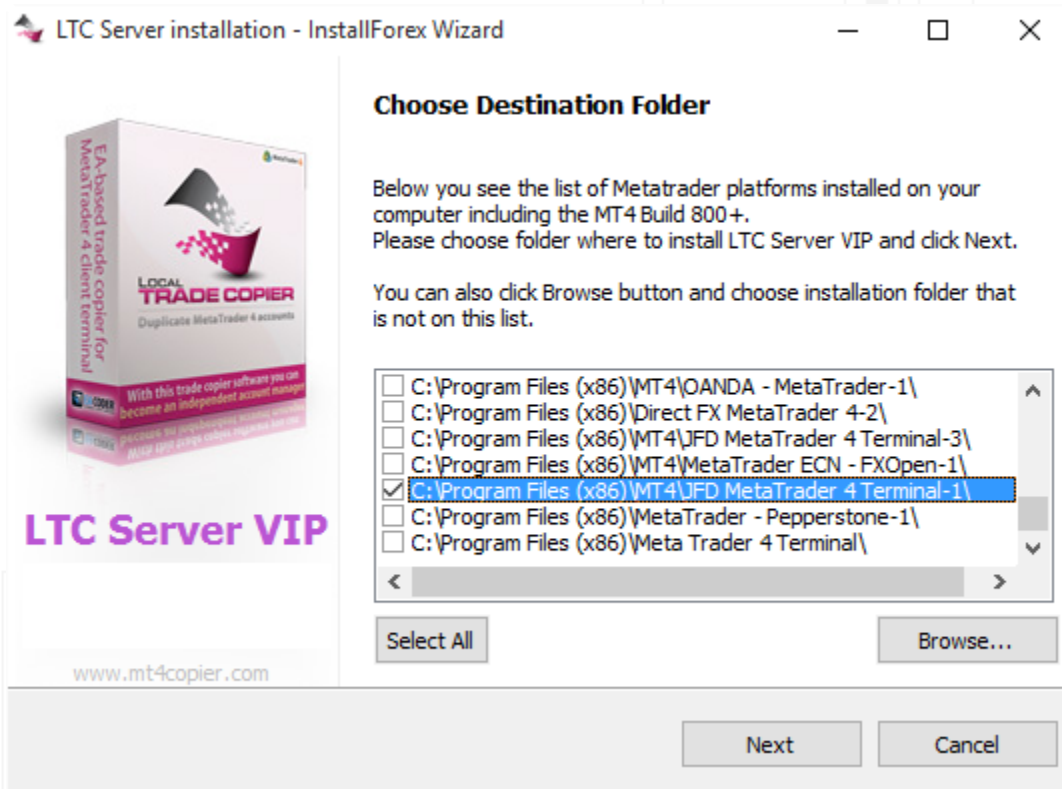 LTC Server installation - InstallForex Wizard
Choose Destination Folder
Below you see the list of Metatrader platforms installed on your
computer including the MT4 Build 800+.
Please choose folder where to install LTC Server VIP and click Next.
You can also click Browse button and choose installation folder that
is not on this list.
C:\Program Files (x86)\MT4\OANDA - MetaTrader-1\
C:\Program Files (x86)\Direct FX MetaTrader 4-2\
C:\Program Files (x86)\MT4\JFD MetaTrader 4 Terminal-3\
C:\Program Files (x86)\MT4\MetaTrader ECN - FXOpen-1\
C:\Program Files (x86)\MT4\JFD MetaTrader 4 Terminal-1\
C:\Program Files (x86)\MetaTrader - Pepperstone-1\
C:\Program Files (x86)\Meta Trader 4 Terminal\
Select All
Browse...
EA-based trade copier for
MetaTrader 4 client terminal
LOCAL
TRADE COPIER
Duplicate MetaTrader 4 accounts
With this trade copier software you can
become an independent account manager
LTC Server VIP
www.mt4copier.com
Next
Cancel